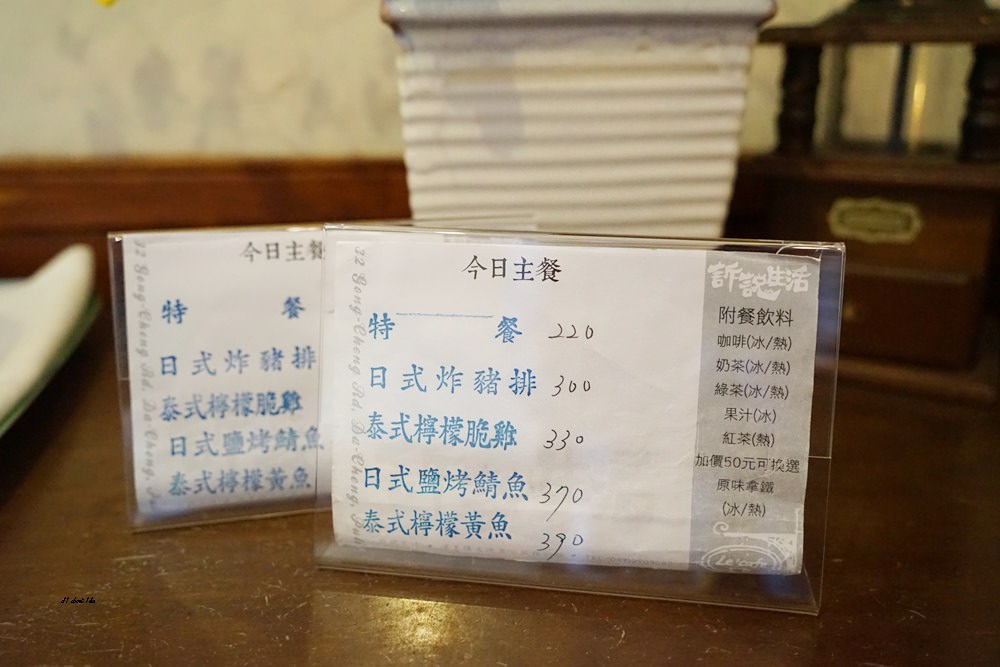 今日主餐
特 餐
日式炸豬排
泰式檸檬脆雞
日式鹽烤鯖魚
泰式檸檬黃魚
今日主餐
特 餐 220
日式炸豬排 300
泰式檸檬脆雞 330
日式鹽烤鯖魚 370
泰式檸檬黃魚 390
訴說生活
附餐飲料
咖啡(冰/熱)
奶茶(冰/熱)
綠茶(冰/熱)
果汁(冰)
紅茶(熱)
加價50元可換選
原味拿鐵
(冰/熱)
Le'cafe